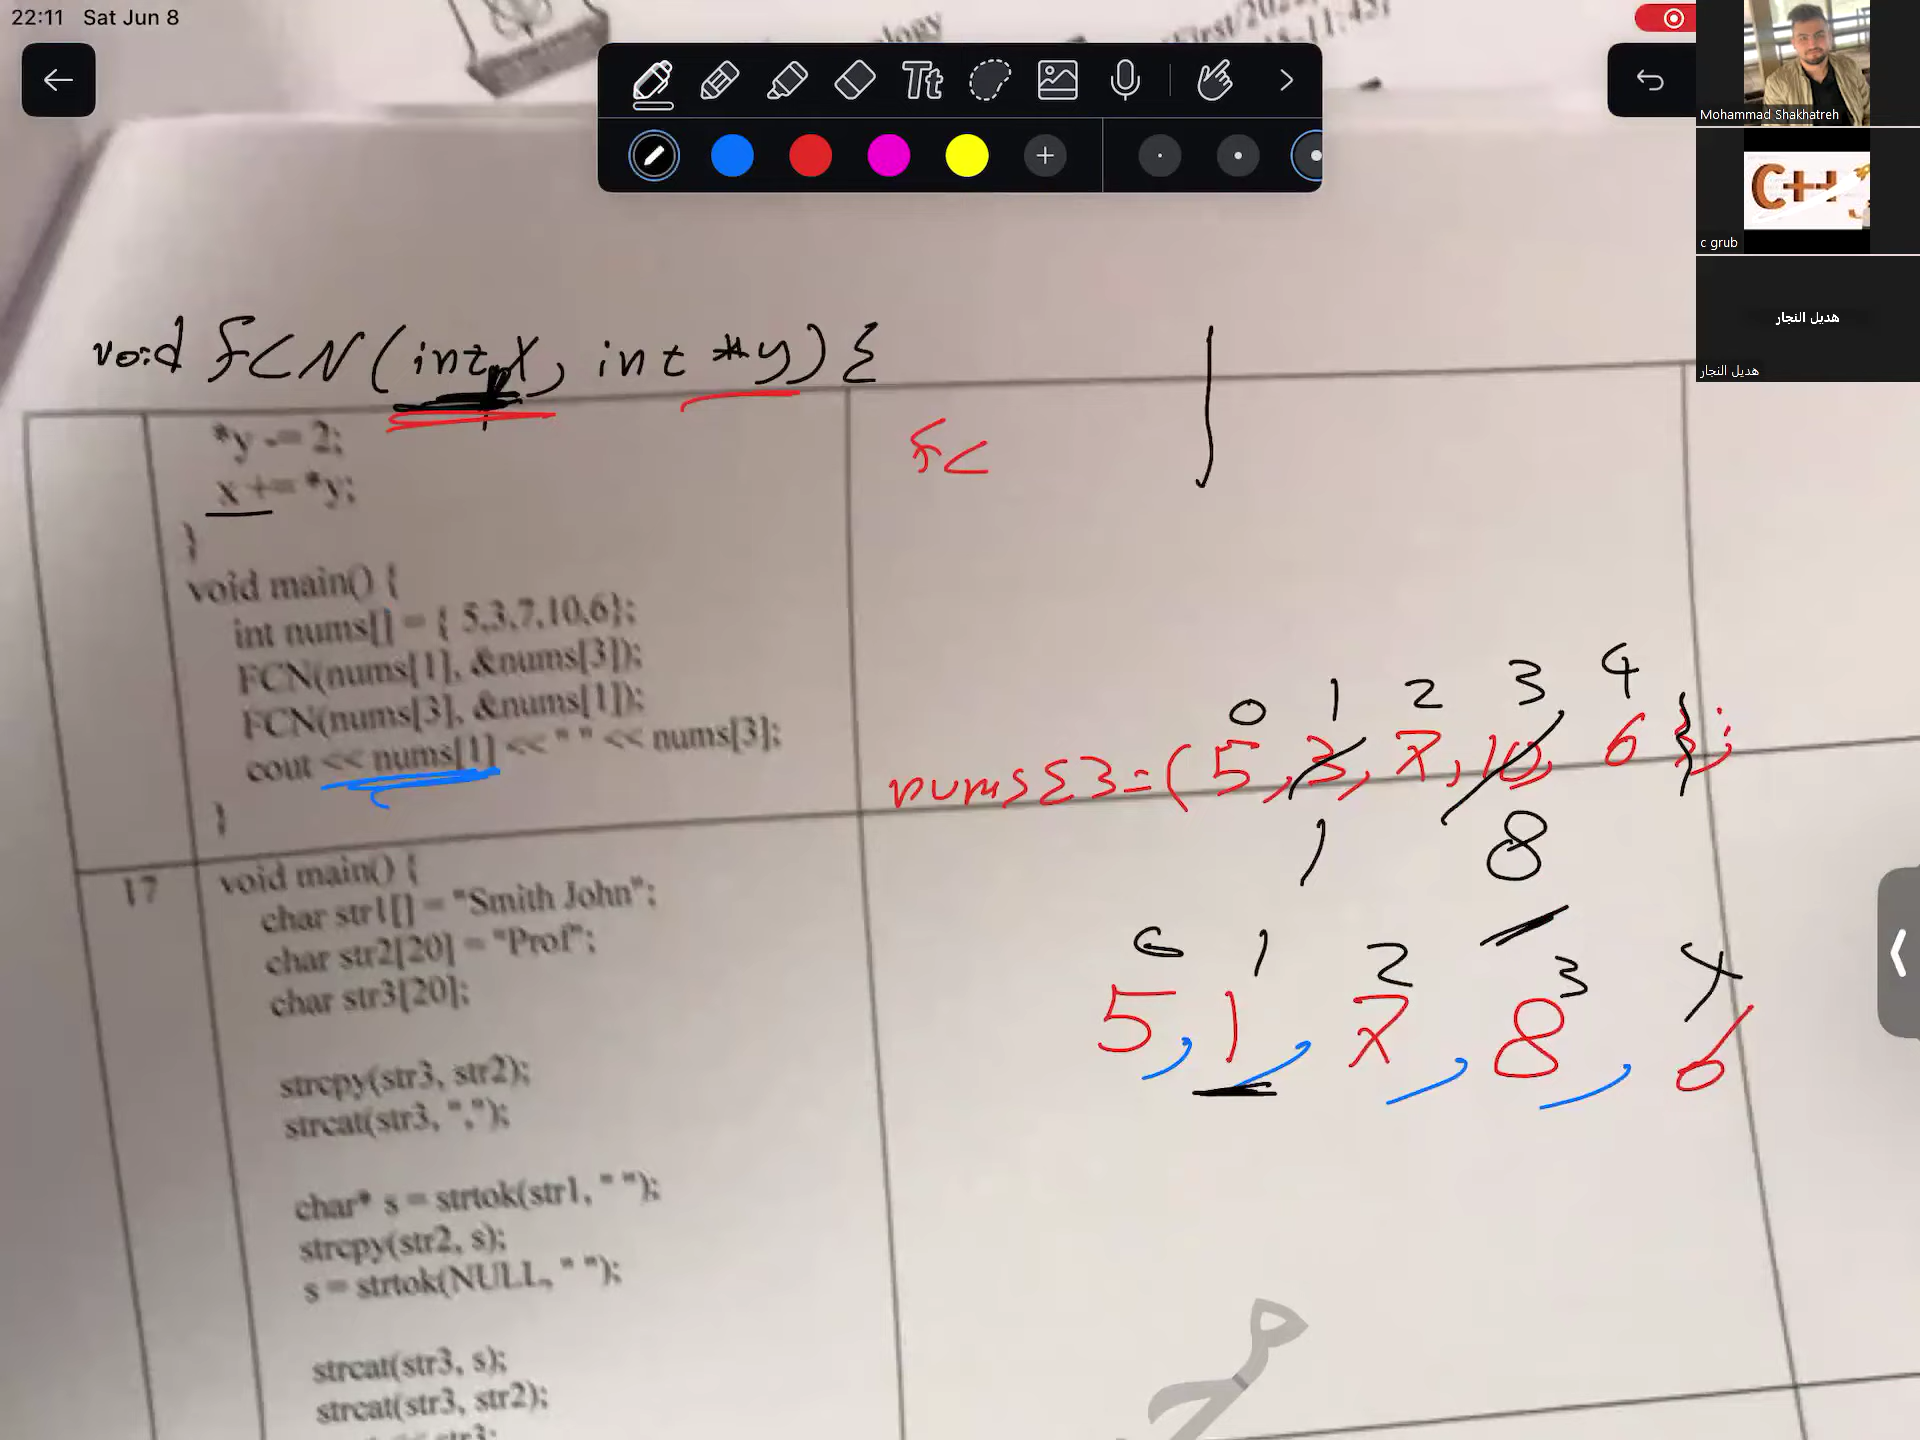 22:11 Sat Jun 8
Tt
Mohammad Shakhatreh
C++
c grub
هديل النجار
هديل النجار
void FCN (int X, int *y) {
*y -= 2;
x += *y;
}
FC
void main() {
int nums[] = { 5,3,7,10,6};
FCN(nums[1], &nums[3]);
FCN(nums[3], &nums[1]);
cout << nums[1] << " " << nums[3];
}
0 1 2 3 4
nums[]=( 5, 3, 7, 10, 6 };
1 8
17
void main() {
char str1[] = "Smith John";
char str2[20] = "Prof";
char str3[20];
0 1 2 3
5, 1, 7, 8, 6
strcpy(str3, str2);
strcat(str3, ",");
char* s = strtok(str1, " ");
strcpy(str2, s);
s = strtok(NULL, " ");
strcat(str3, s);
strcat(str3, str2);